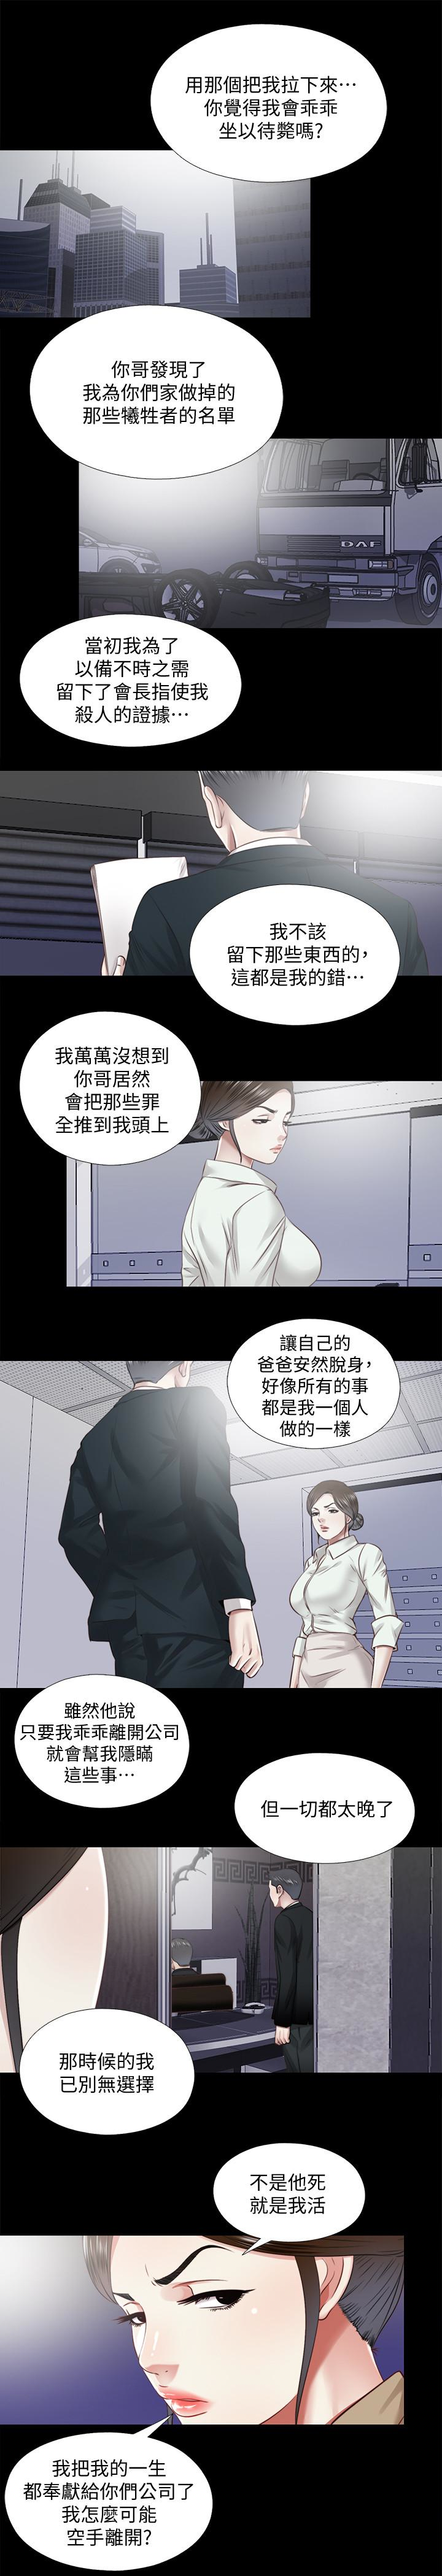 用那個把我拉下來…
你覺得我會乖乖
坐以待斃嗎?
你哥發現了
我為你們家做掉的
那些犧牲者的名單
DAF
當初我為了
以備不時之需
留下了會長指使我
殺人的證據…
我不該
留下那些東西的,
這都是我的錯…
我萬萬沒想到
你哥居然
會把那些罪
全推到我頭上
讓自己的
爸爸安然脫身,
好像所有的事
都是我一個人
做的一樣
雖然他說
只要我乖乖離開公司
就會幫我隱瞞
這些事…
但一切都太晚了
那時候的我
已別無選擇
不是他死
就是我活
我把我的一生
都奉獻給你們公司了
我怎麼可能
空手離開?